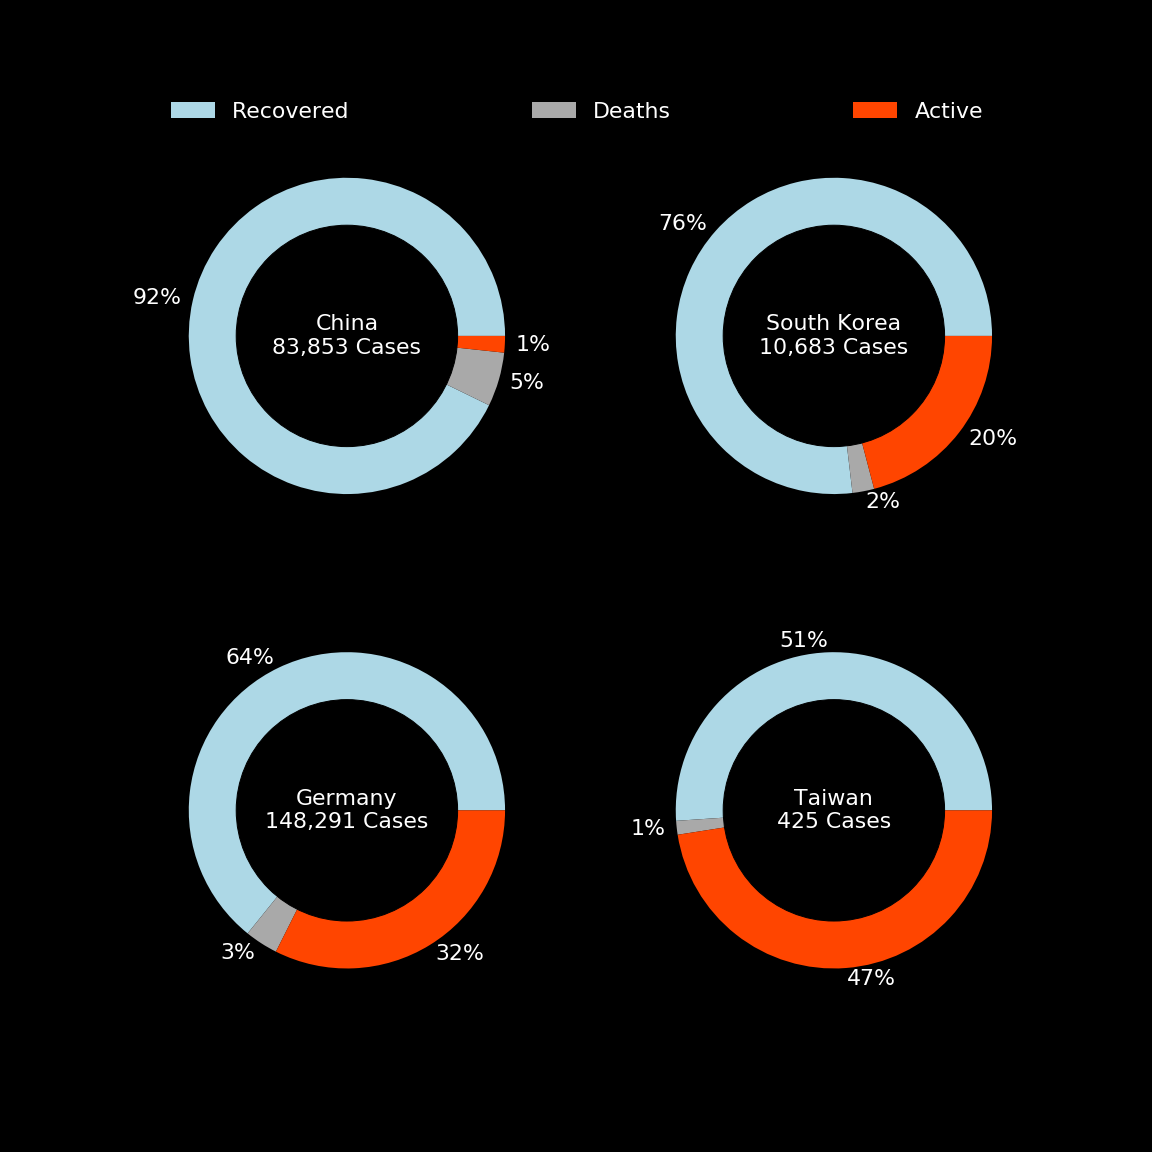 Recovered
Deaths
Active
92%
China
83,853 Cases
1%
5%
76%
South Korea
10,683 Cases
20%
2%
64%
Germany
148,291 Cases
3%
32%
51%
Taiwan
425 Cases
1%
47%